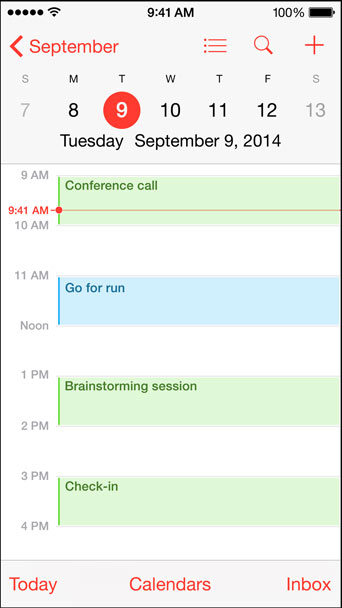 9:41 AM 100%
September
S M T W T F S
7 8 9 10 11 12 13
Tuesday September 9, 2014
9 AM
Conference call
9:41 AM
10 AM
11 AM
Go for run
Noon
1 PM
Brainstorming session
2 PM
3 PM
Check-in
4 PM
Today Calendars Inbox